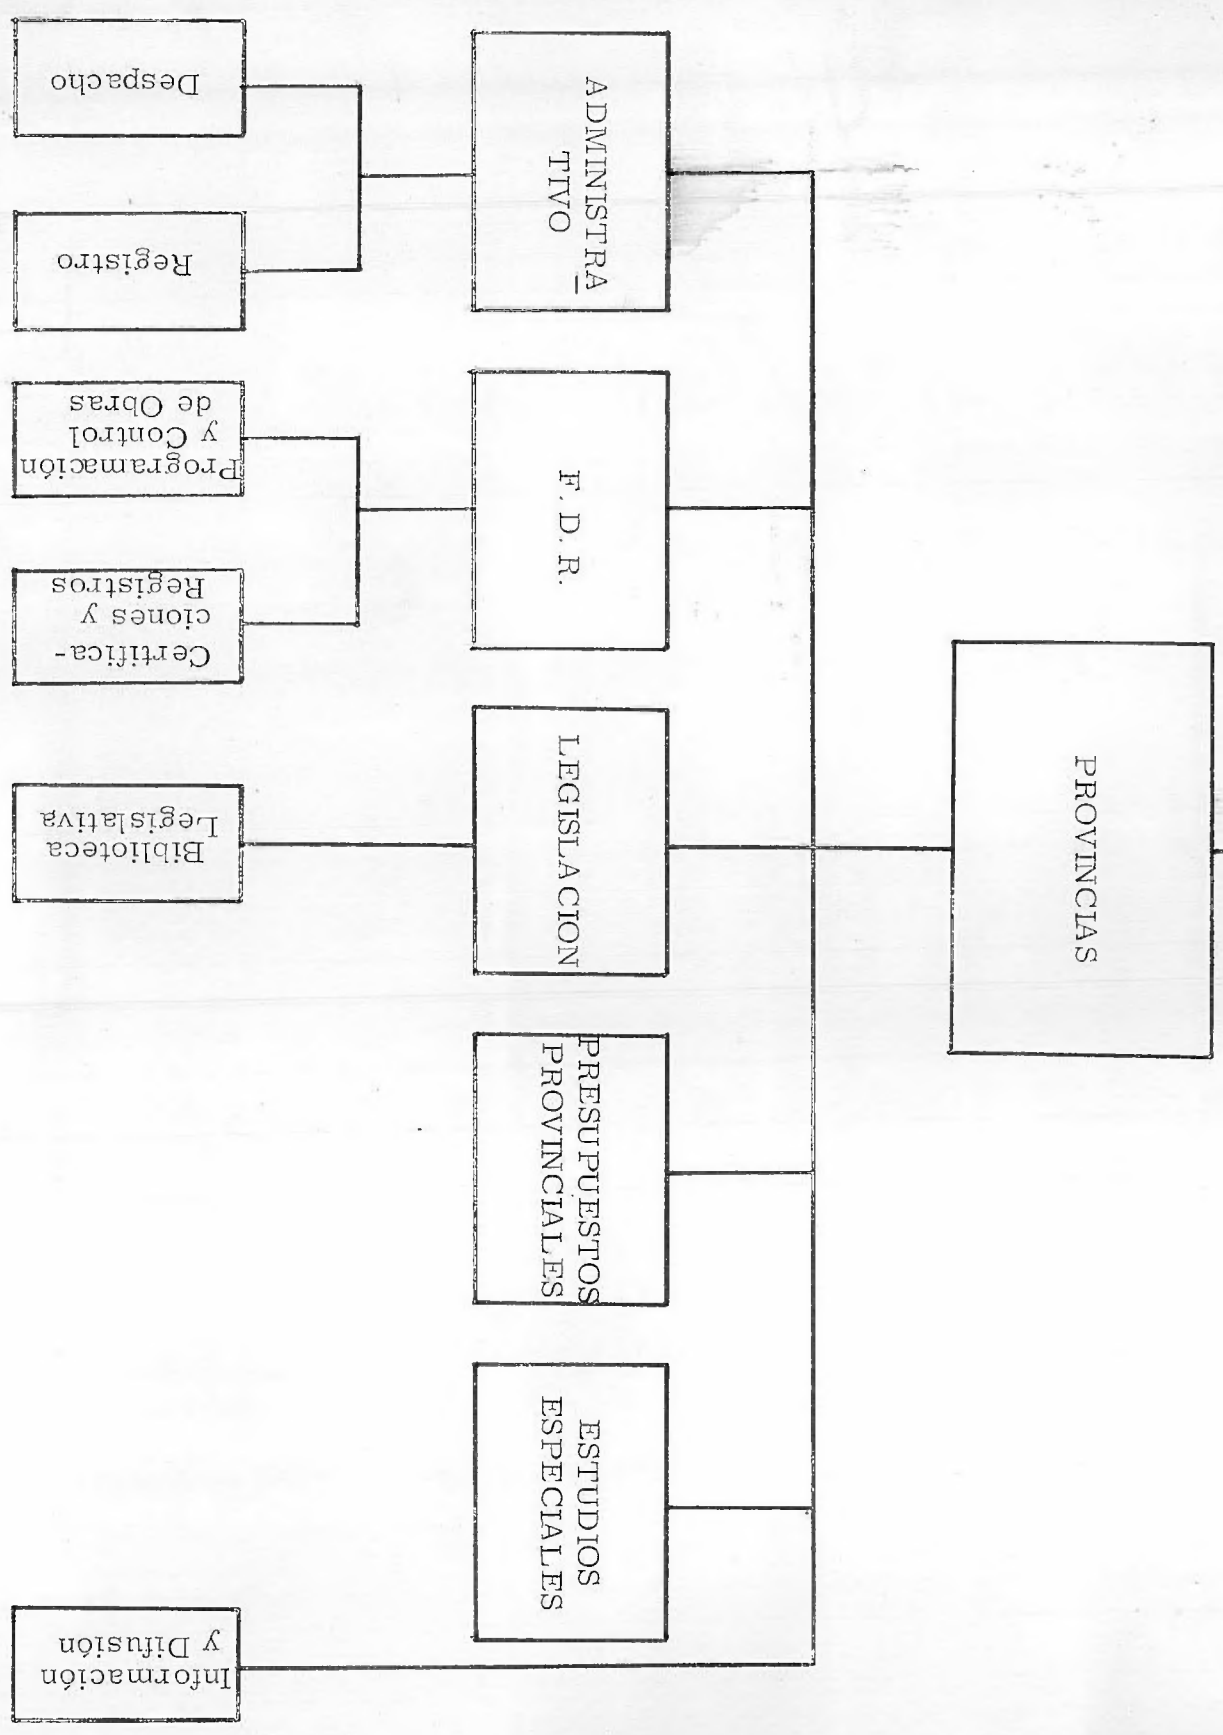 PROVINCIAS
ADMINISTRA
TIVO
F. D. R.
LEGISLACION
PRESUPUESTOS
PROVINCIALES
ESTUDIOS
ESPECIALES
Despacho
Registro
Programación
y Control
de Obras
Certifica-
ciones y
Registros
Biblioteca
Legislativa
Información
y Difusión